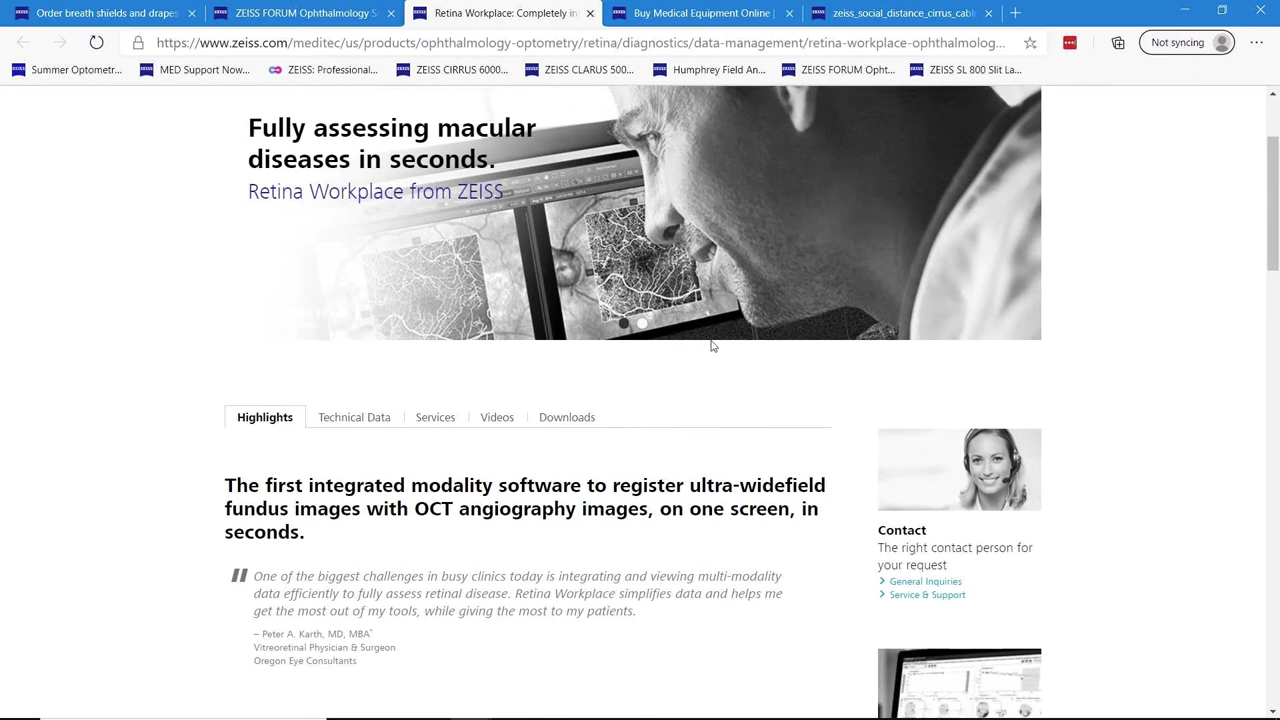 Order breath shields and drapes
ZEISS FORUM Ophthalmology S
Retina Workplace: Completely in
Buy Medical Equipment Online |
zeiss_social_distance_cirrus_cabl
https://www.zeiss.com/meditec/us/products/ophthalmology-optometry/retina/diagnostics/data-management/retina-workplace-ophthalmolog...
Not syncing
Summer Optometri...
MED Support Now...
ZEISS: Professional...
ZEISS CIRRUS 6000...
ZEISS CLARUS 500...
Humphrey Field An...
ZEISS FORUM Opht...
ZEISS SL 800 Slit La...
Fully assessing macular
diseases in seconds.
Retina Workplace from ZEISS
Highlights
Technical Data
Services
Videos
Downloads
The first integrated modality software to register ultra-widefield
fundus images with OCT angiography images, on one screen, in
seconds.
One of the biggest challenges in busy clinics today is integrating and viewing multi-modality
data efficiently to fully assess retinal disease. Retina Workplace simplifies data and helps me
get the most out of my tools, while giving the most to my patients.
– Peter A. Karth, MD, MBA*
Vitreoretinal Physician & Surgeon
Oregon Eye Consultants
Contact
The right contact person for
your request
General Inquiries
Service & Support